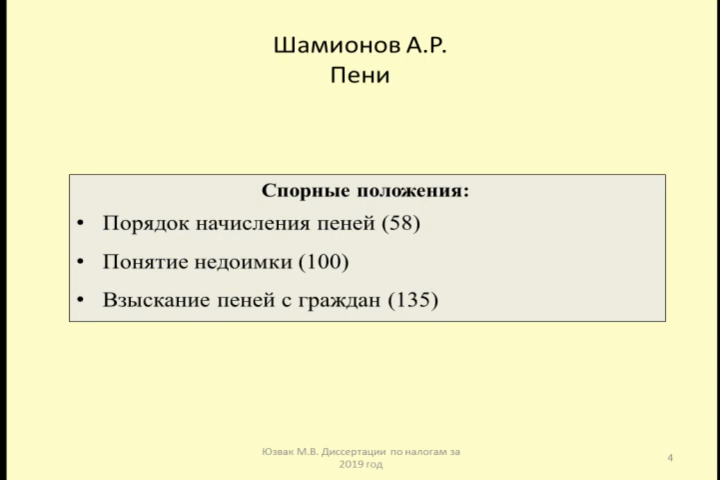 Шамионов А.Р.
Пени
Спорные положения:
• Порядок начисления пеней (58)
• Понятие недоимки (100)
• Взыскание пеней с граждан (135)
Юзвак М.В. Диссертации по налогам за
2019 год
4